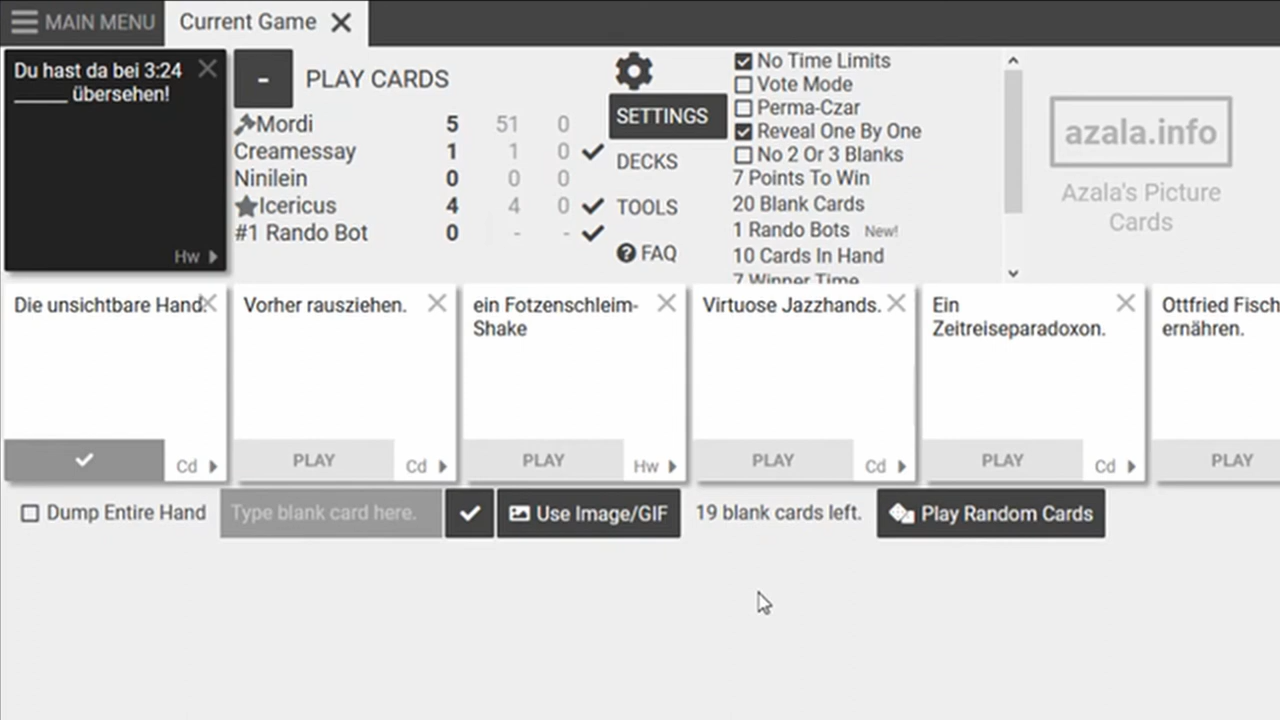 MAIN MENU
Current Game
Du hast da bei 3:24
_____ übersehen!
Hw
-
PLAY CARDS
Mordi 5 51 0
Creamessay 1 1 0
Ninilein 0 0 0
Icericus 4 4 0
#1 Rando Bot 0 - -
SETTINGS
DECKS
TOOLS
? FAQ
No Time Limits
Vote Mode
Perma-Czar
Reveal One By One
No 2 Or 3 Blanks
7 Points To Win
20 Blank Cards
1 Rando Bots New!
10 Cards In Hand
7 Winner Time
azala.info
Azala's Picture
Cards
Die unsichtbare Hand.
Cd
Vorher rausziehen.
PLAY
Cd
ein Fotzenschleim-
Shake
PLAY
Hw
Virtuose Jazzhands.
PLAY
Cd
Ein
Zeitreiseparadoxon.
PLAY
Cd
Ottfried Fisch
ernähren.
PLAY
Dump Entire Hand
Type blank card here.
Use Image/GIF
19 blank cards left.
Play Random Cards